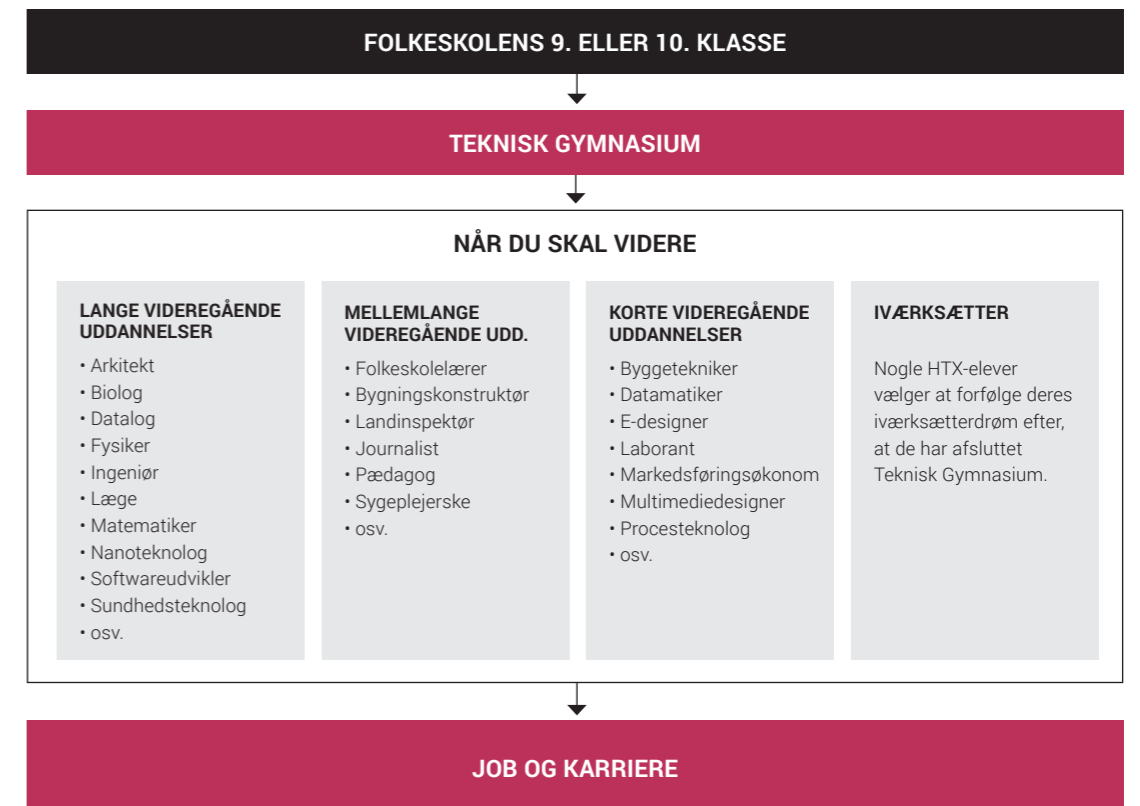 FOLKESKOLENS 9. ELLER 10. KLASSE
TEKNISK GYMNASIUM
NÅR DU SKAL VIDERE
LANGE VIDEREGÅENDE
UDDANNELSER
• Arkitekt
• Biolog
• Datalog
• Fysiker
• Ingeniør
• Læge
• Matematiker
• Nanoteknolog
• Softwareudvikler
• Sundhedsteknolog
• osv.
MELLEMLANGE
VIDEREGÅENDE UDD.
• Folkeskolelærer
• Bygningskonstruktør
• Landinspektør
• Journalist
• Pædagog
• Sygeplejerske
• osv.
KORTE VIDEREGÅENDE
UDDANNELSER
• Byggetekniker
• Datamatiker
• E-designer
• Laborant
• Markedsføringsøkonom
• Multimediedesigner
• Procesteknolog
• osv.
IVÆRKSÆTTER
Nogle HTX-elever
vælger at forfølge deres
iværksætterdrøm efter,
at de har afsluttet
Teknisk Gymnasium.
JOB OG KARRIERE